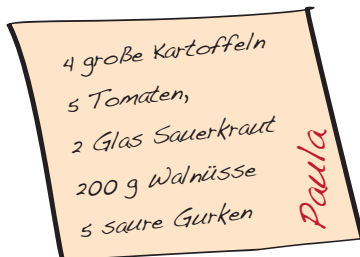 4 große Kartoffeln
5 Tomaten,
2 Glas Sauerkraut
200 g Walnüsse
5 saure Gurken
Paula